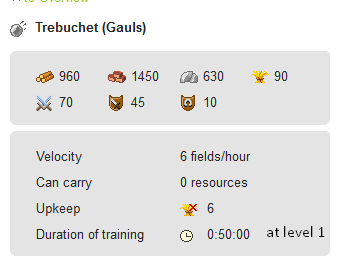 to Overview
Trebuchet (Gauls)
960 1450 630 90
70 45 10
Velocity 6 fields/hour
Can carry 0 resources
Upkeep 6
Duration of training 0:50:00 at level 1